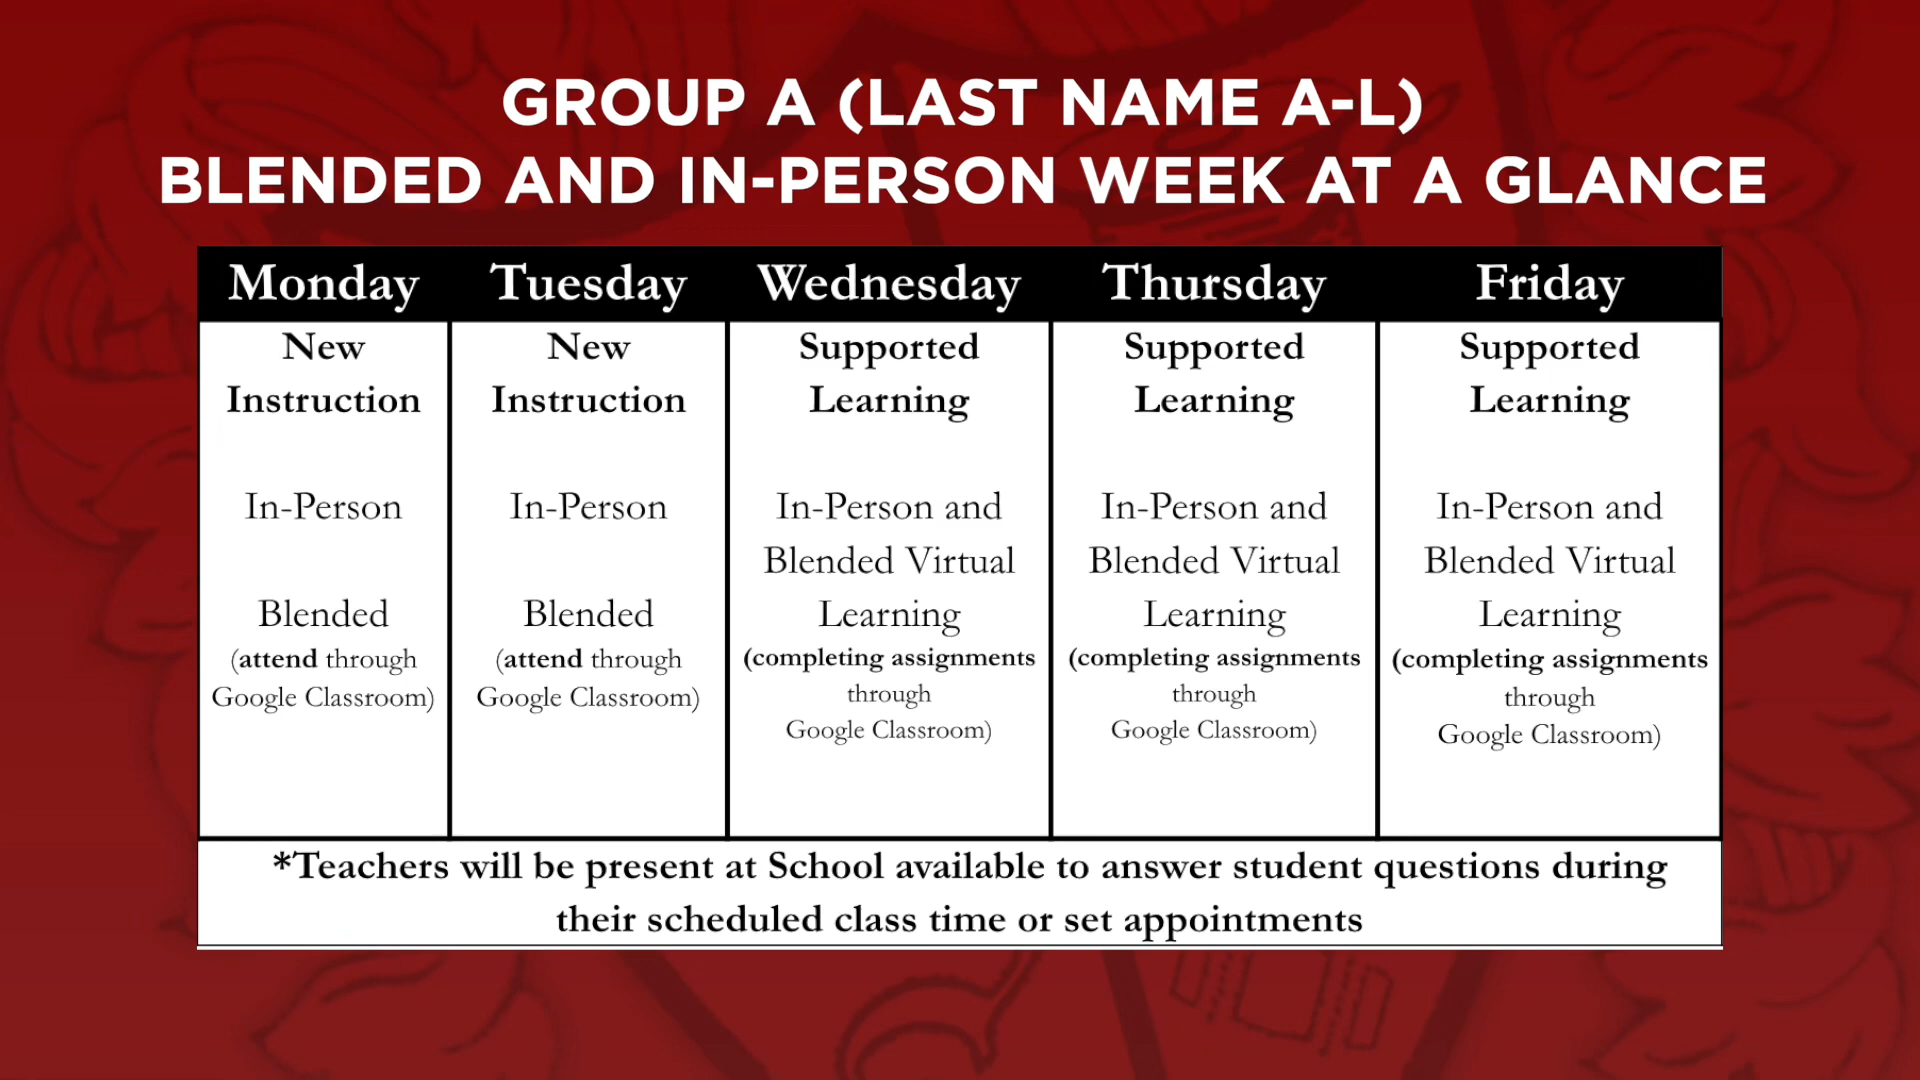 GROUP A (LAST NAME A-L)
BLENDED AND IN-PERSON WEEK AT A GLANCE
Monday
New
Instruction
In-Person
Blended
(attend through
Google Classroom)
Tuesday
New
Instruction
In-Person
Blended
(attend through
Google Classroom)
Wednesday
Supported
Learning
In-Person and
Blended Virtual
Learning
(completing assignments
through
Google Classroom)
Thursday
Supported
Learning
In-Person and
Blended Virtual
Learning
(completing assignments
through
Google Classroom)
Friday
Supported
Learning
In-Person and
Blended Virtual
Learning
(completing assignments
through
Google Classroom)
*Teachers will be present at School available to answer student questions during
their scheduled class time or set appointments